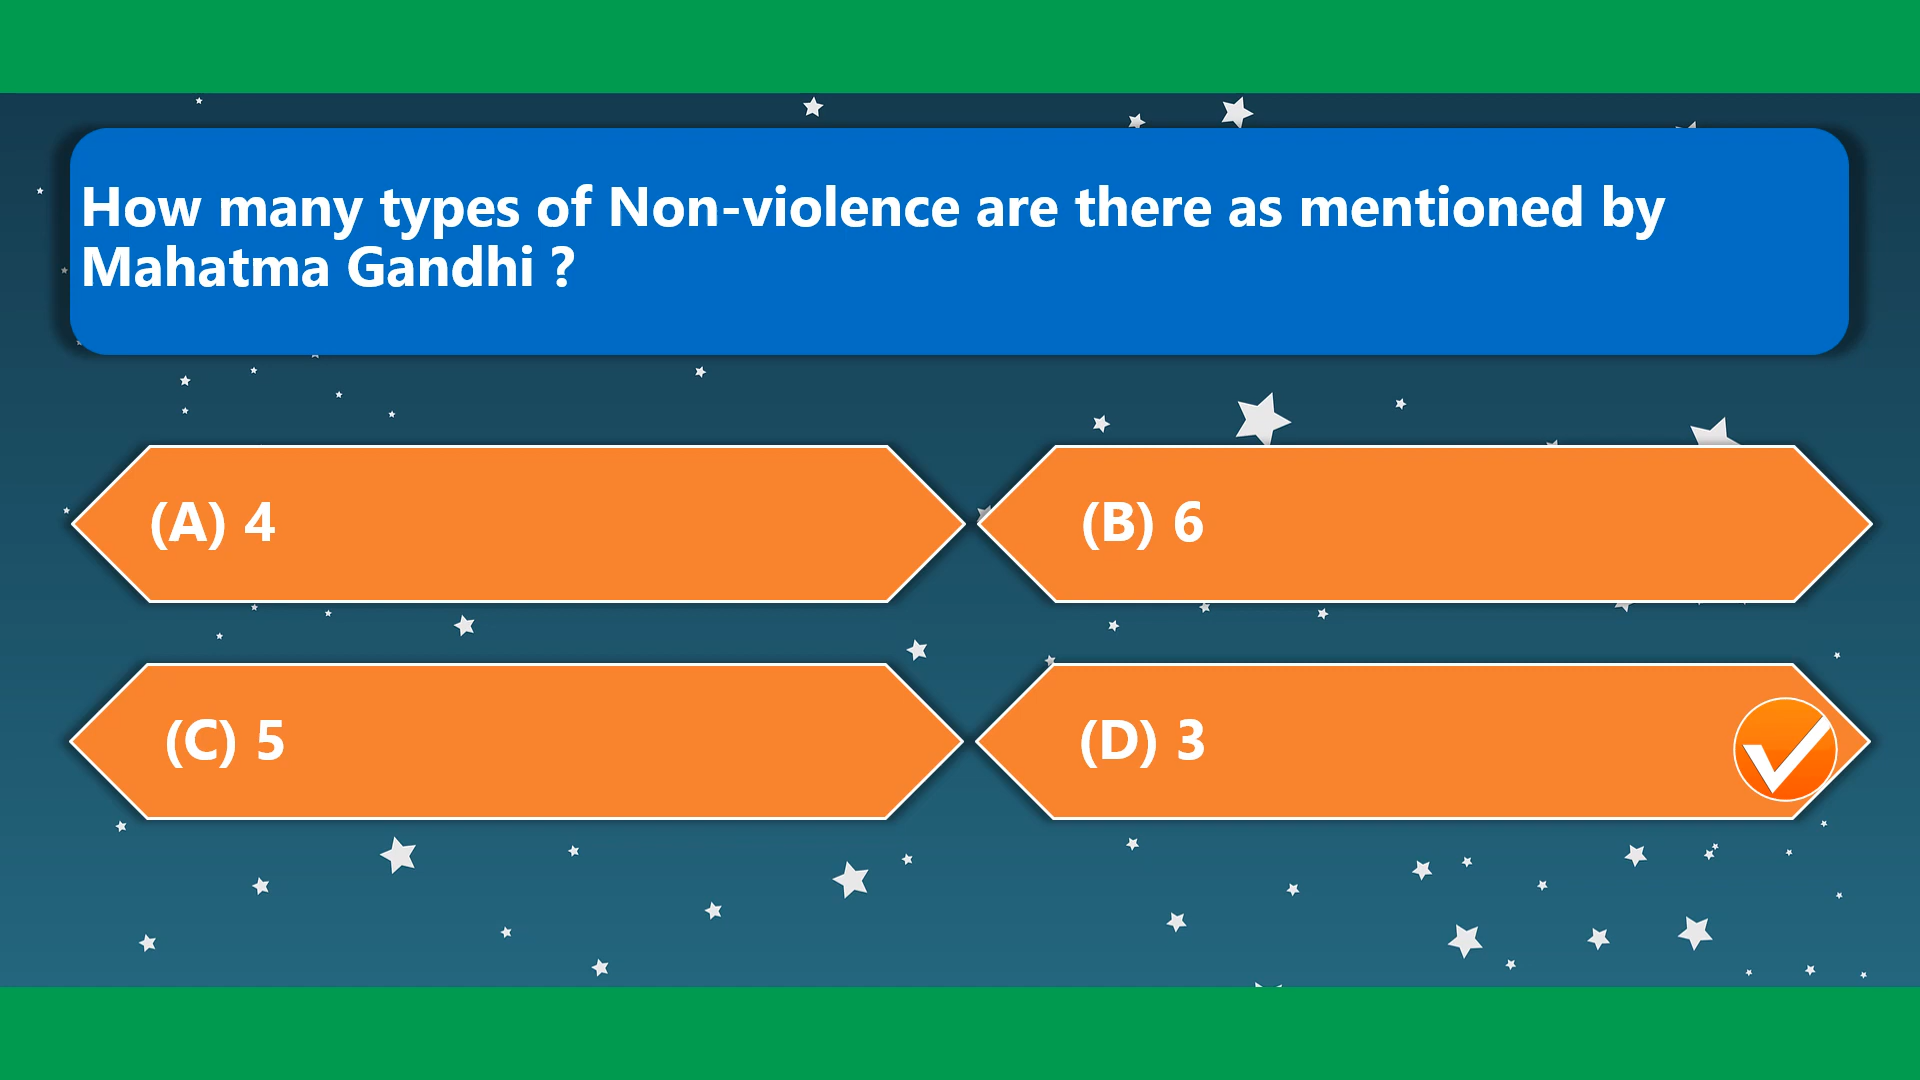 How many types of Non-violence are there as mentioned by
Mahatma Gandhi ?
(A) 4
(B) 6
(C) 5
(D) 3